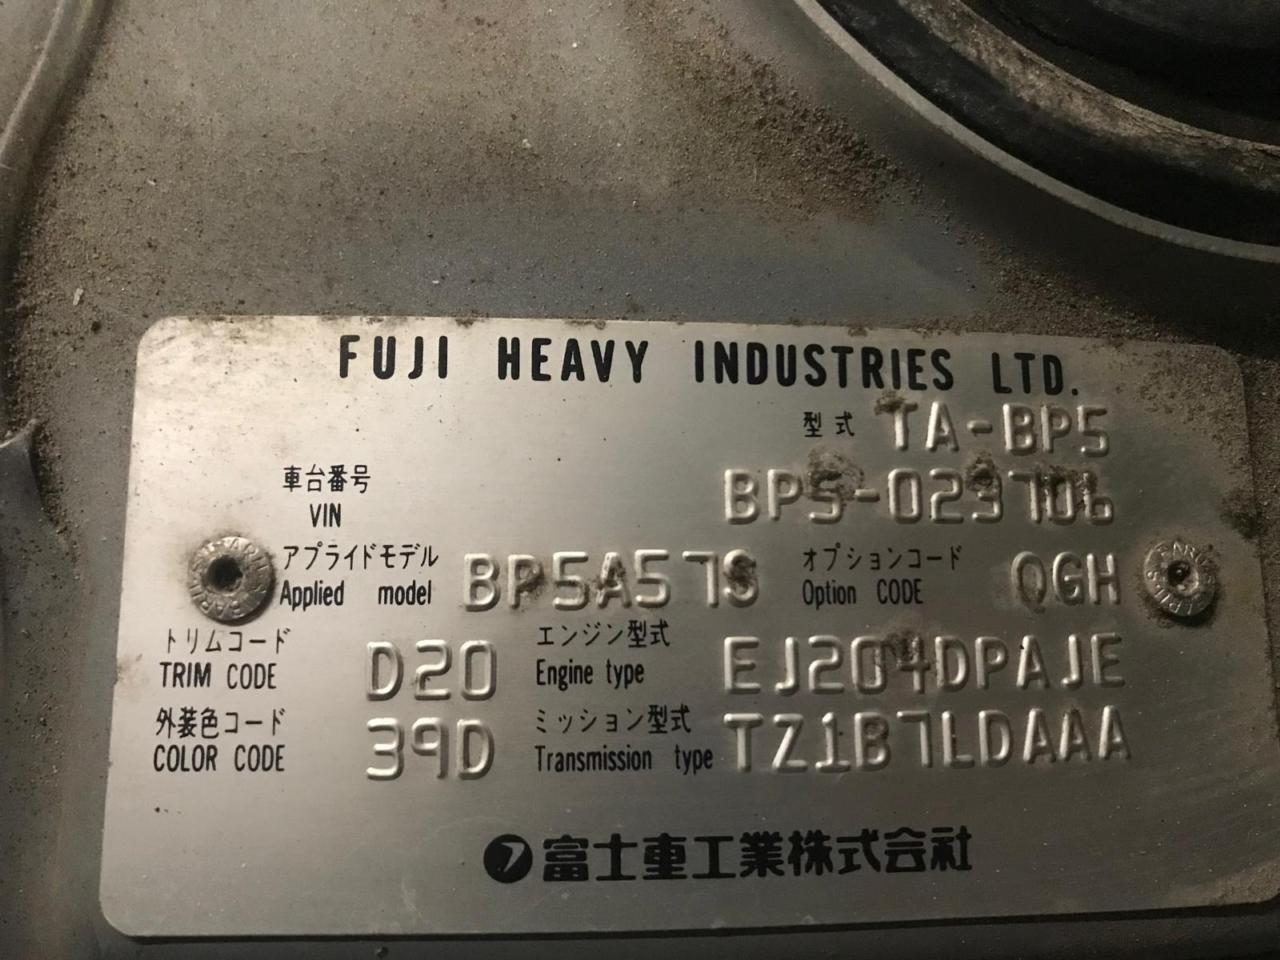 FUJI HEAVY INDUSTRIES LTD.
型式 TA-BP5
車台番号
VIN BP5-023706
アプライドモデル オプションコード
Applied model BP5A57S Option CODE QGH
トリムコード エンジン型式
TRIM CODE D20 Engine type EJ204DPAJE
外装色コード ミッション型式
COLOR CODE 39D Transmission type TZ1B7LDAAA
富士重工業株式会社